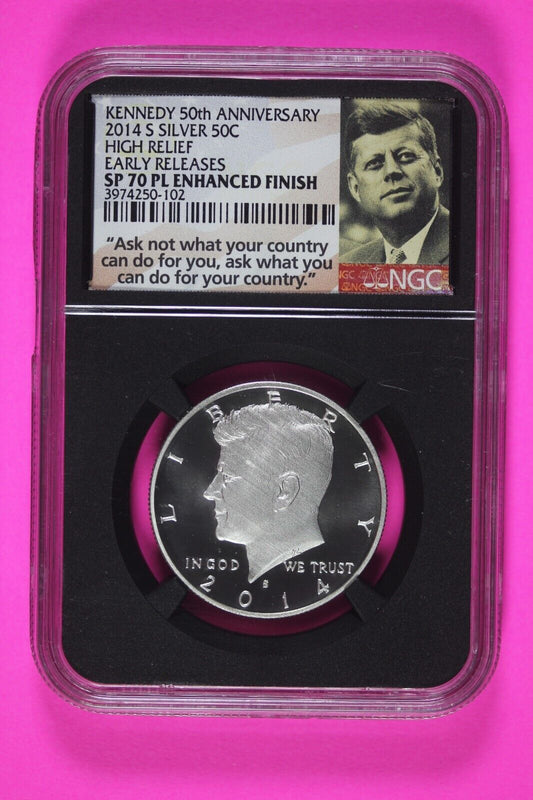 KENNEDY 50th ANNIVERSARY
2014 S SILVER 50C
HIGH RELIEF
EARLY RELEASES
SP 70 PL ENHANCED FINISH
3974250-102
“Ask not what your country
can do for you, ask what you
can do for your country.”
NGC
NGC
NGC
LIBERTY
IN GOD WE TRUST
S
2014